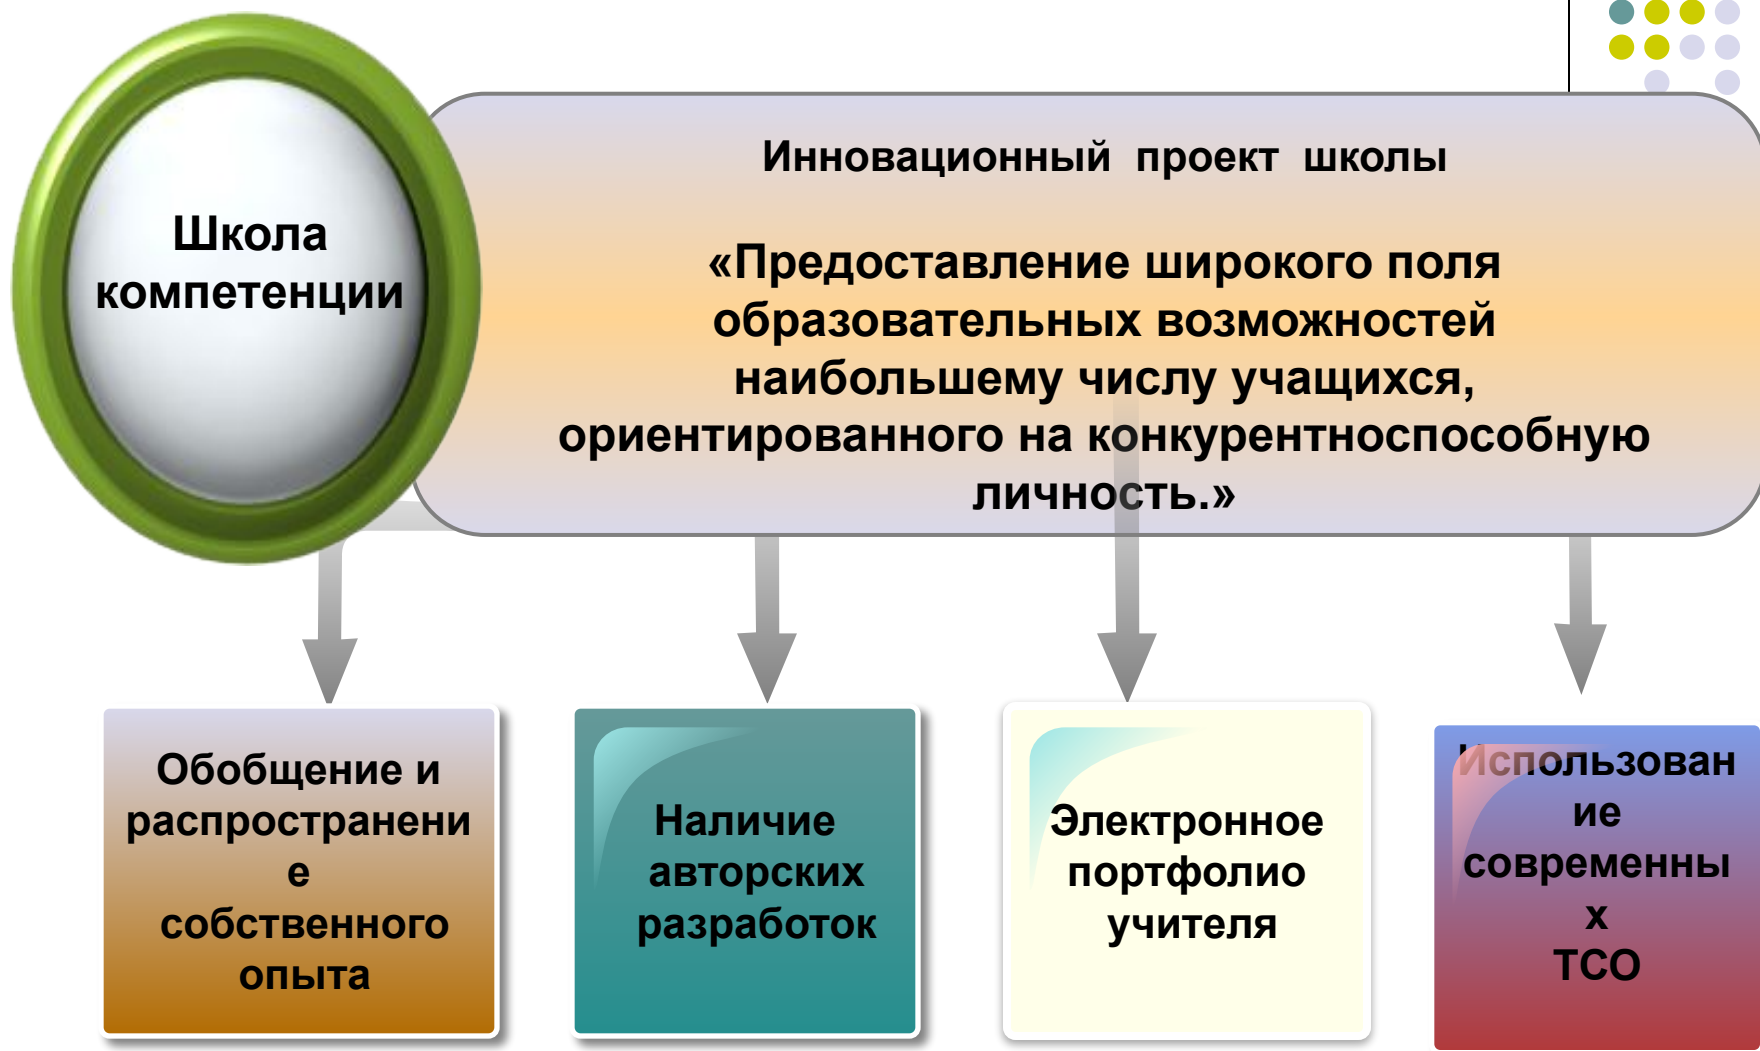 Школа
компетенции
Инновационный проект школы
«Предоставление широкого поля
образовательных возможностей
наибольшему числу учащихся,
ориентированного на конкурентноспособную
личность.»
Обобщение и
распространени
е
собственного
опыта
Наличие
авторских
разработок
Электронное
портфолио
учителя
Использован
ие
современны
х
ТСО